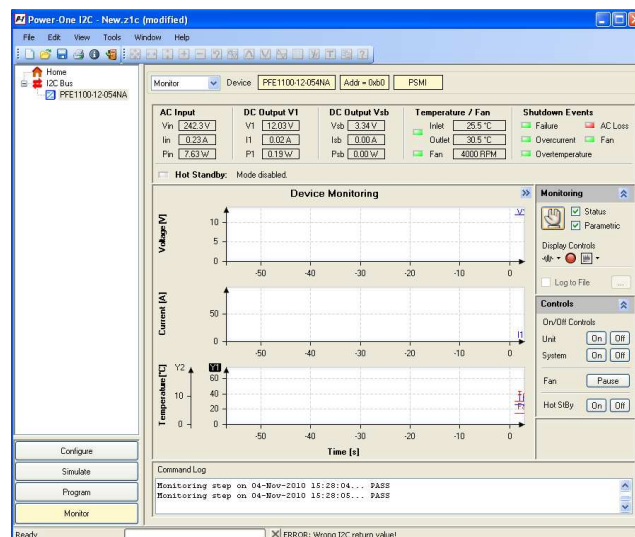 Power-One I2C - New.z1c (modified)
File Edit View Tools Window Help
Home
I2C Bus
PFE1100-12-054NA
Monitor Device PFE1100-12-054NA Addr = 0xb0 PSMI
AC Input DC Output V1 DC Output Vsb Temperature / Fan Shutdown Events
Vin 242.3 V V1 12.03 V Vsb 3.34 V Inlet 25.5 °C Failure AC Loss
Iin 0.23 A I1 0.02 A Isb 0.00 A Outlet 30.5 °C Overcurrent Fan
Pin 7.63 W P1 0.19 W Psb 0.00 W Fan 4000 RPM Overtemperature
Hot Standby: Mode disabled.
Device Monitoring
Voltage [V]
10
5
0
-50 -40 -30 -20 -10 0
V1
Current [A]
50
0
-50 -40 -30 -20 -10 0
I1
Temperature [°C]
Y2 Y1
60
10 40
20
0 0
-50 -40 -30 -20 -10 0
Time [s]
Monitoring
Status
Parametric
Display Controls
Log to File ...
Controls
On/Off Controls
Unit On Off
System On Off
Fan Pause
Hot StBy On Off
Configure
Simulate
Program
Monitor
Command Log
Monitoring step on 04-Nov-2010 15:28:04... PASS
Monitoring step on 04-Nov-2010 15:28:05... PASS
Ready
ERROR: Wrong I2C return value!